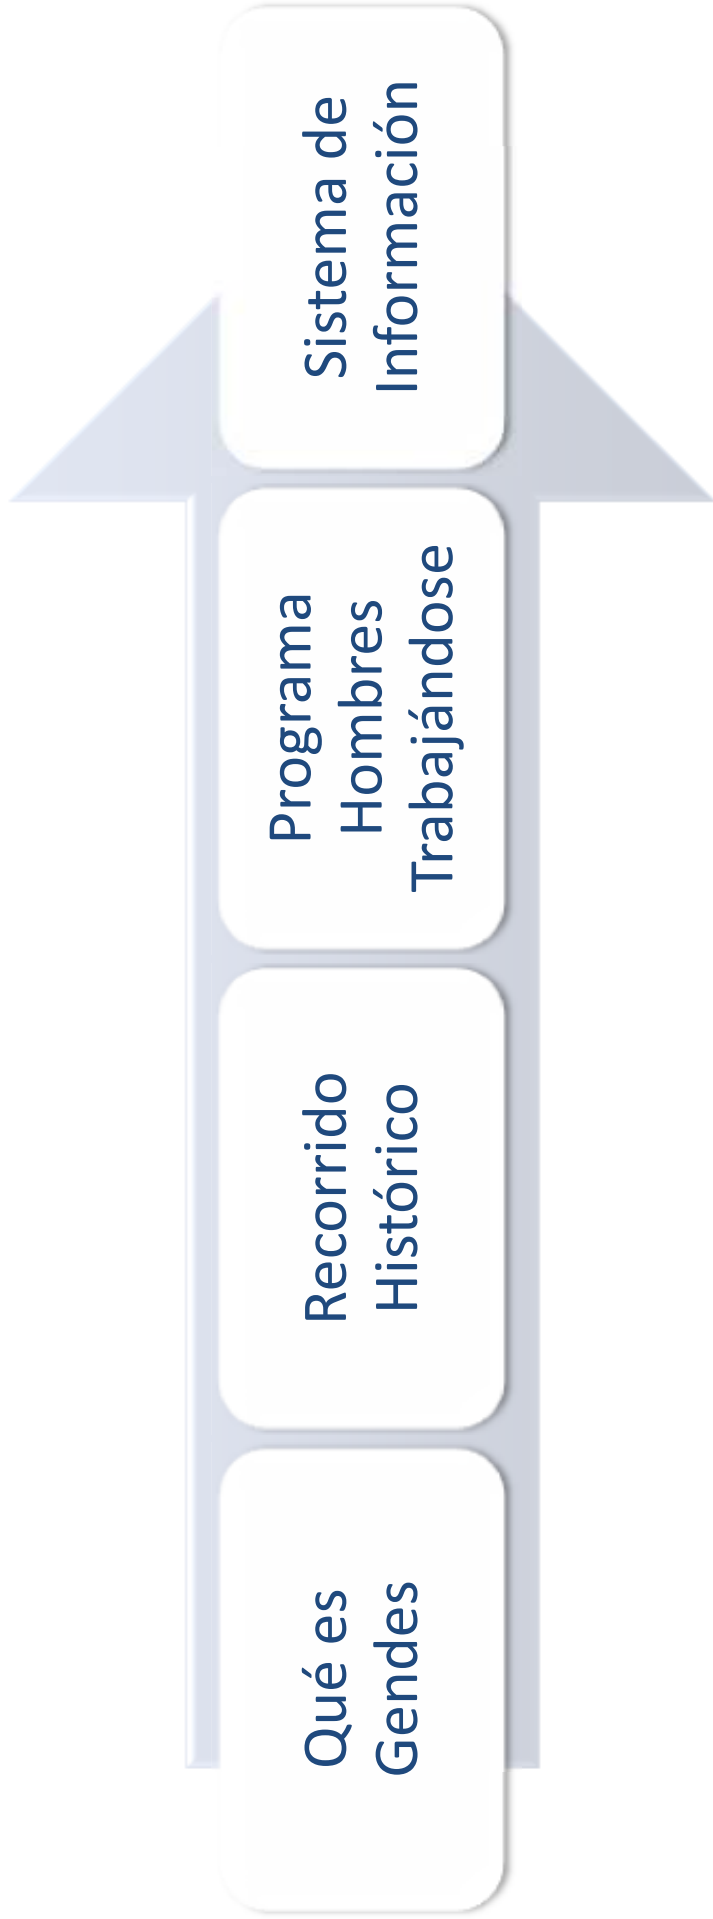 Qué es
Gendes
Recorrido
Histórico
Programa
Hombres
Trabajándose
Sistema de
Información